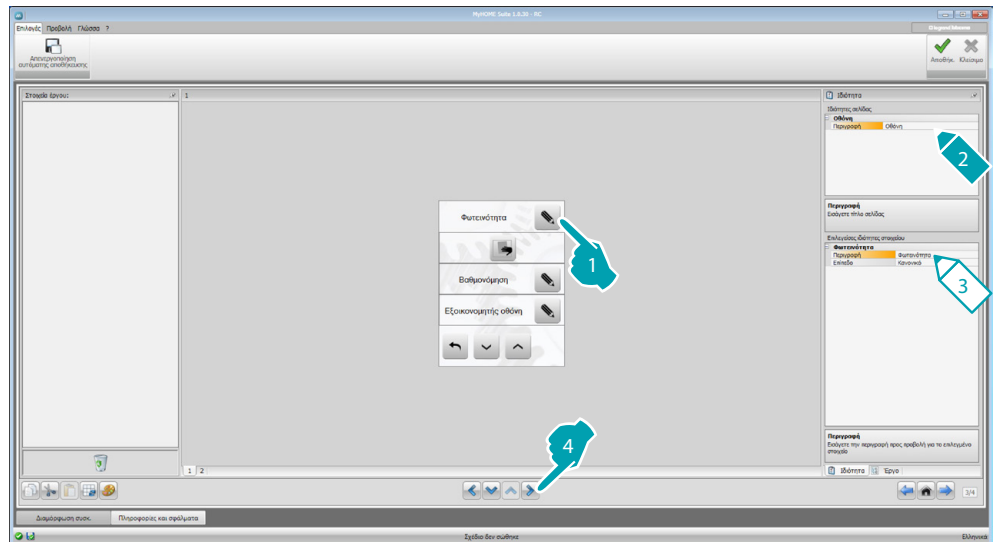 MyHOME Suite 1.0.20 - RC
Επιλογές Προβολή Γλώσσα ?
Απενεργοποίηση
αυτόματης αποθήκευσης
Αποθήκ. Κλείσιμο
Στοιχεία έργου:
1
Ιδιότητα
Ιδιότητες σελίδας
Οθόνη
Περιγραφή Οθόνη
2
Περιγραφή
Εισάγετε τίτλο σελίδας
Φωτεινότητα
1
Βαθμονόμηση
Εξοικονομητής οθόνη
Επιλεγείσες ιδιότητες στοιχείου
Φωτεινότητα
Περιγραφή Φωτεινότητα
Επίπεδο Κανονικό
3
4
Περιγραφή
Εισάγετε την περιγραφή προς προβολή για το επιλεγμένο
στοιχείο
1 2
Ιδιότητα Έργο
3/4
Διαμόρφωση συσκ. Πληροφορίες και σφάλματα
Σχέδιο δεν σώθηκε
Ελληνικά